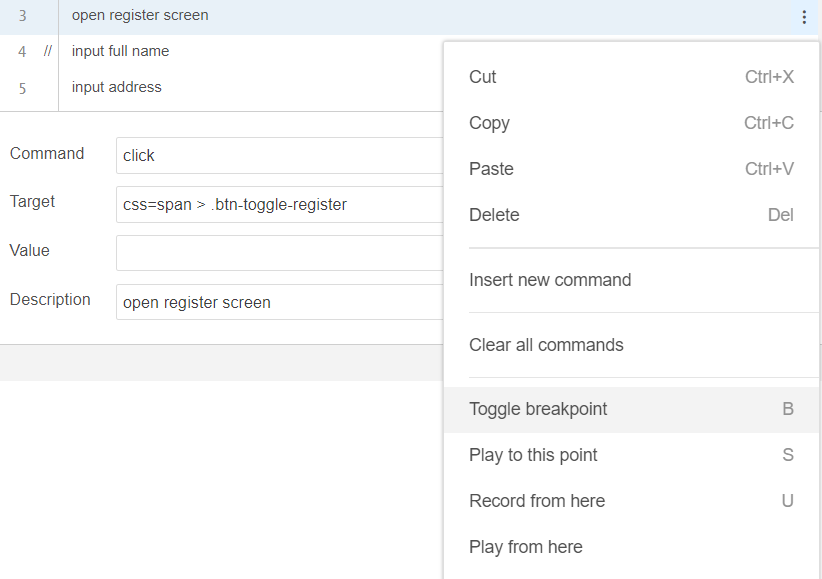 3 open register screen
4 // input full name
5 input address
Command click
Target css=span > .btn-toggle-register
Value
Description open register screen
Cut Ctrl+X
Copy Ctrl+C
Paste Ctrl+V
Delete Del
Insert new command
Clear all commands
Toggle breakpoint B
Play to this point S
Record from here U
Play from here